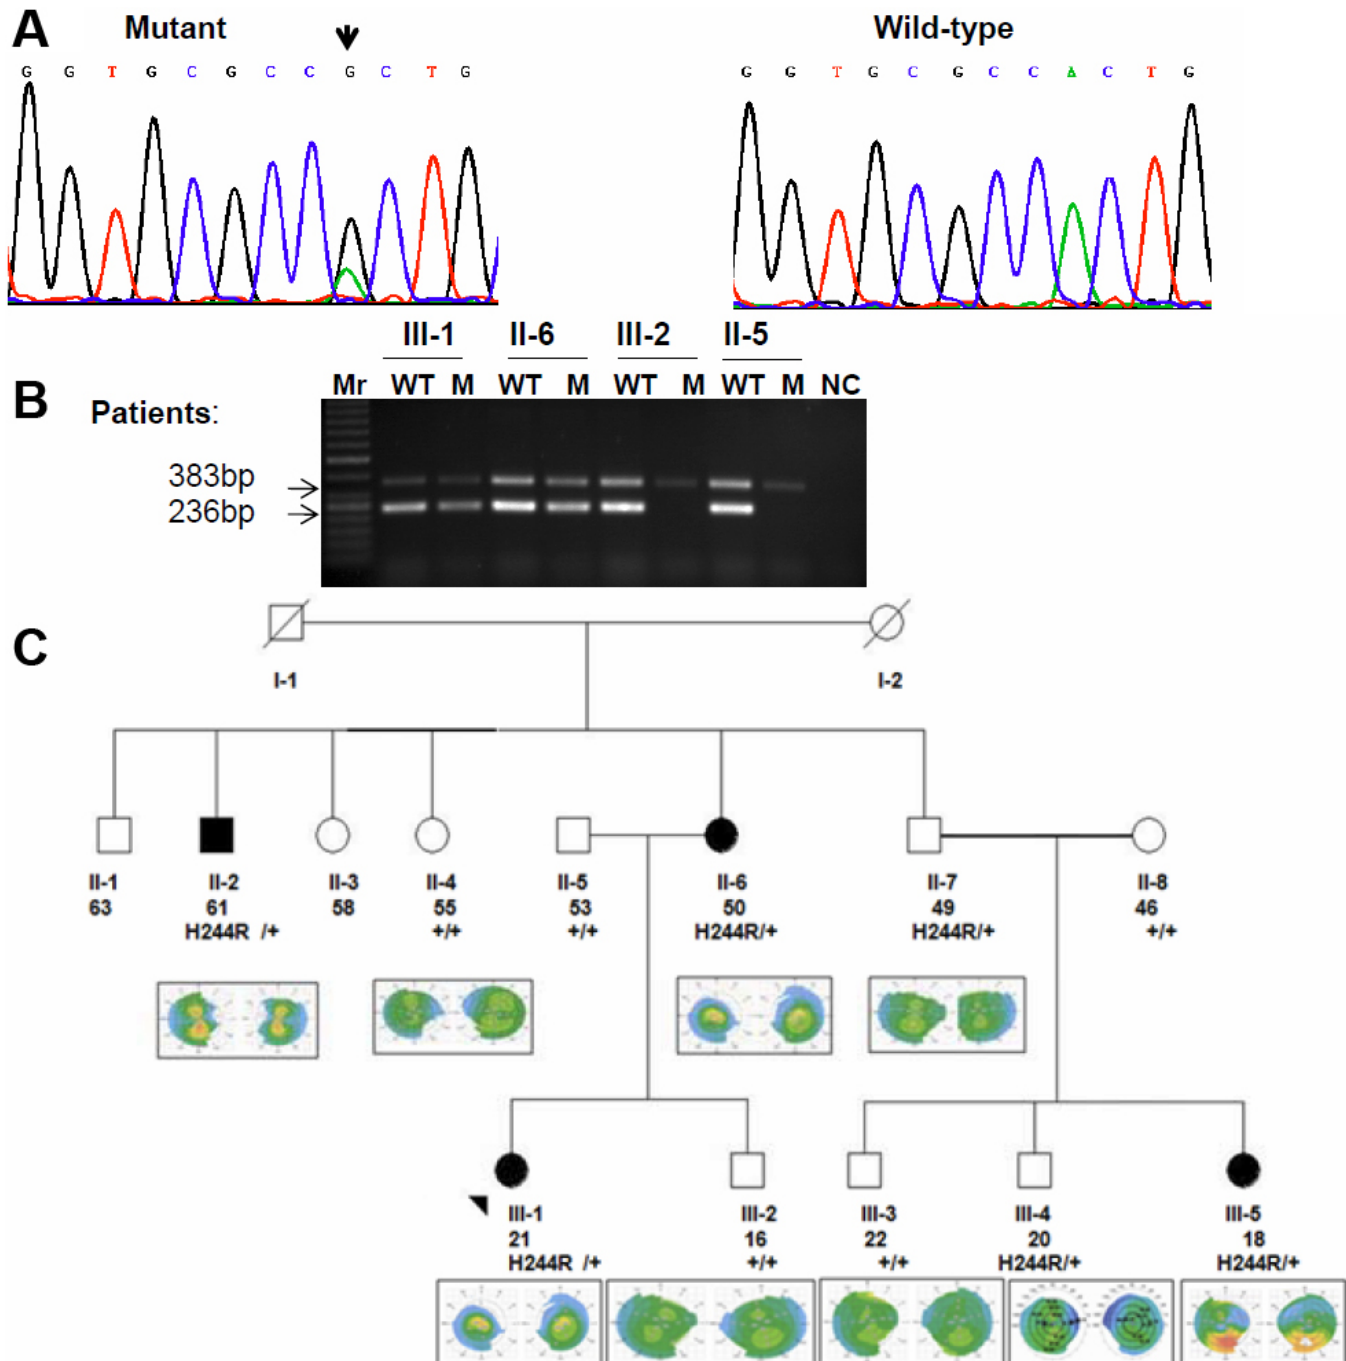 A Mutant Wild-type
G G T G C G C C G C T G G G T G C G C C A C T G
III-1 II-6 III-2 II-5
B Mr WT M WT M WT M WT M NC
Patients:
383bp
236bp
C
I-1 I-2
II-1 II-2 II-3 II-4 II-5 II-6 II-7 II-8
63 61 58 55 53 50 49 46
H244R /+ +/+ +/+ H244R/+ H244R/+ +/+
III-1 III-2 III-3 III-4 III-5
21 16 22 20 18
H244R /+ +/+ +/+ H244R/+ H244R/+